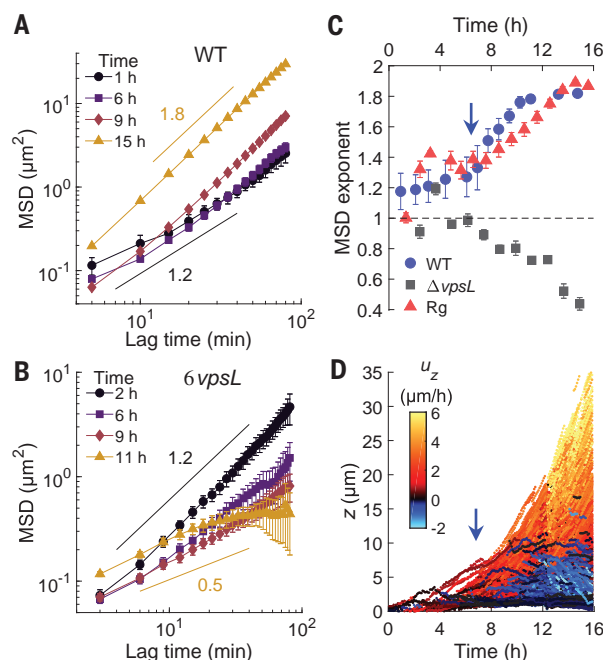 A
WT
Time
1 h
6 h
9 h
15 h
1.8
1.2
10¹
10⁰
10⁻¹
MSD (µm²)
10¹
10²
Lag time (min)
B
6 vpsL
Time
2 h
6 h
9 h
11 h
1.2
0.5
10¹
10⁰
10⁻¹
MSD (µm²)
10¹
10²
Lag time (min)
C
Time (h)
0 4 8 12 16
2
1.8
1.6
1.4
1.2
1
0.8
0.6
0.4
MSD exponent
WT
ΔvpsL
Rg
D
u_z
(µm/h)
6
4
2
0
-2
35
30
25
20
15
10
5
0
z (µm)
0 4 8 12 16
Time (h)